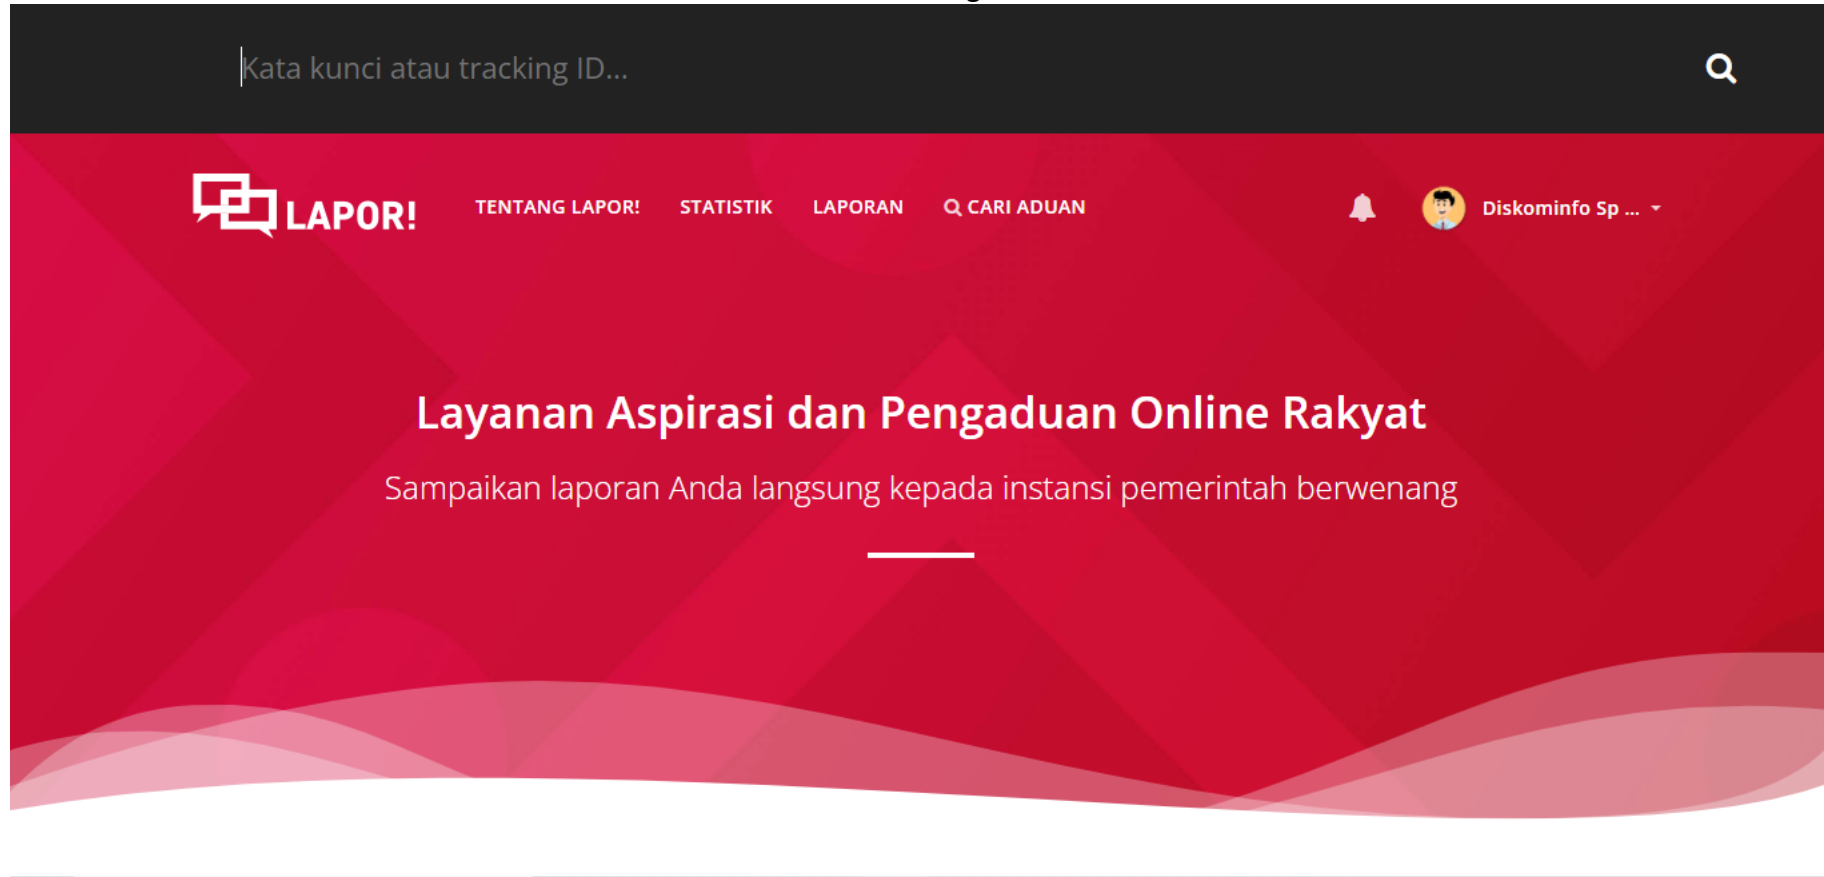 Kata kunci atau tracking ID...
LAPOR!
TENTANG LAPOR!
STATISTIK
LAPORAN
CARI ADUAN
Diskominfo Sp ...
Layanan Aspirasi dan Pengaduan Online Rakyat
Sampaikan laporan Anda langsung kepada instansi pemerintah berwenang